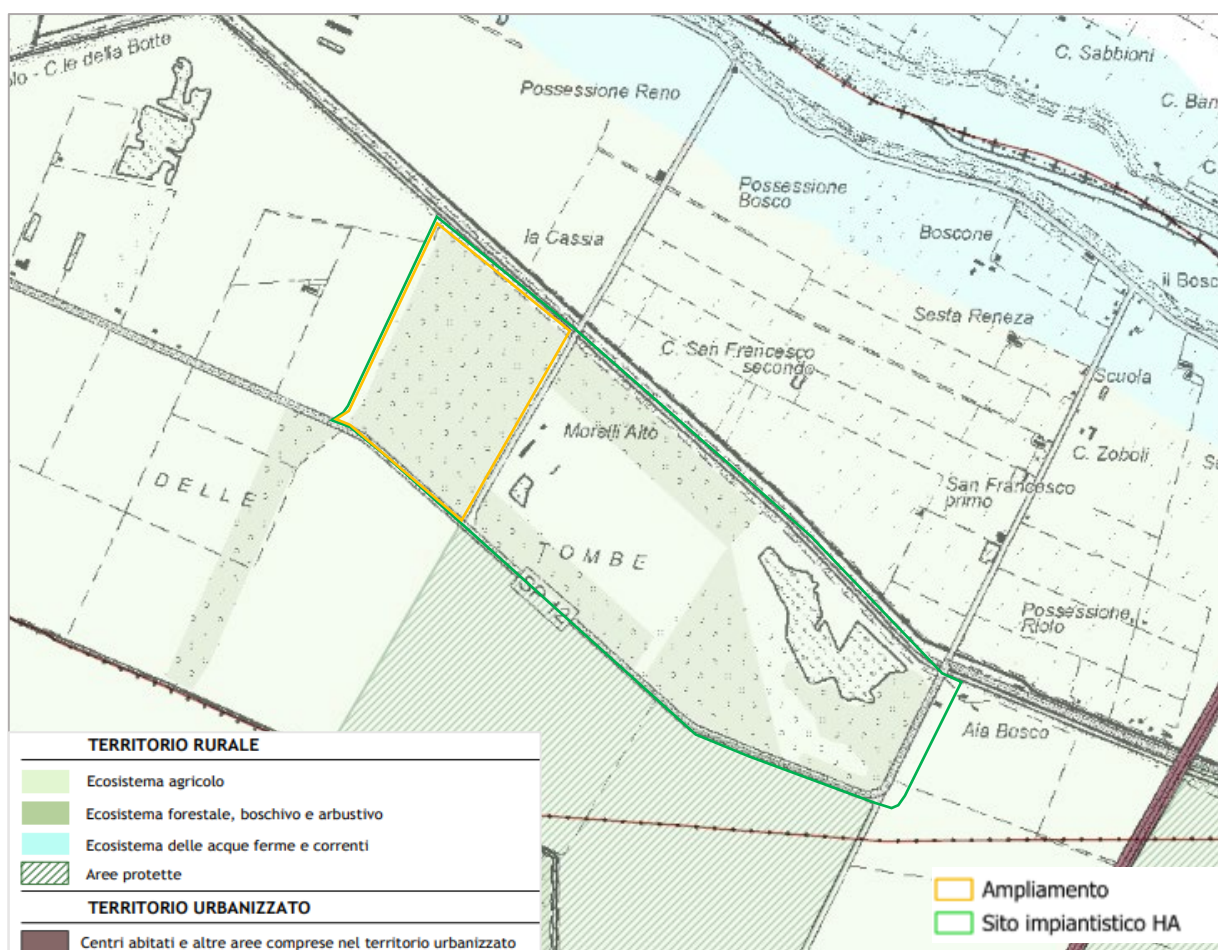 olo - C.le della Botte
C. Sabbioni
Possessione Reno
C. Ban
Possessione
Bosco
la Cassia
Boscone
il Bosc
Sesta Reneza
C. San Francesco
secondo
Scuola
Morelli Alto
C. Zoboli
San Francesco
primo
DELLE
TOMBE
SP 12
Possessione
Riolo
Aia Bosco
TERRITORIO RURALE
Ecosistema agricolo
Ecosistema forestale, boschivo e arbustivo
Ecosistema delle acque ferme e correnti
Aree protette
TERRITORIO URBANIZZATO
Centri abitati e altre aree comprese nel territorio urbanizzato
Ampliamento
Sito impiantistico HA